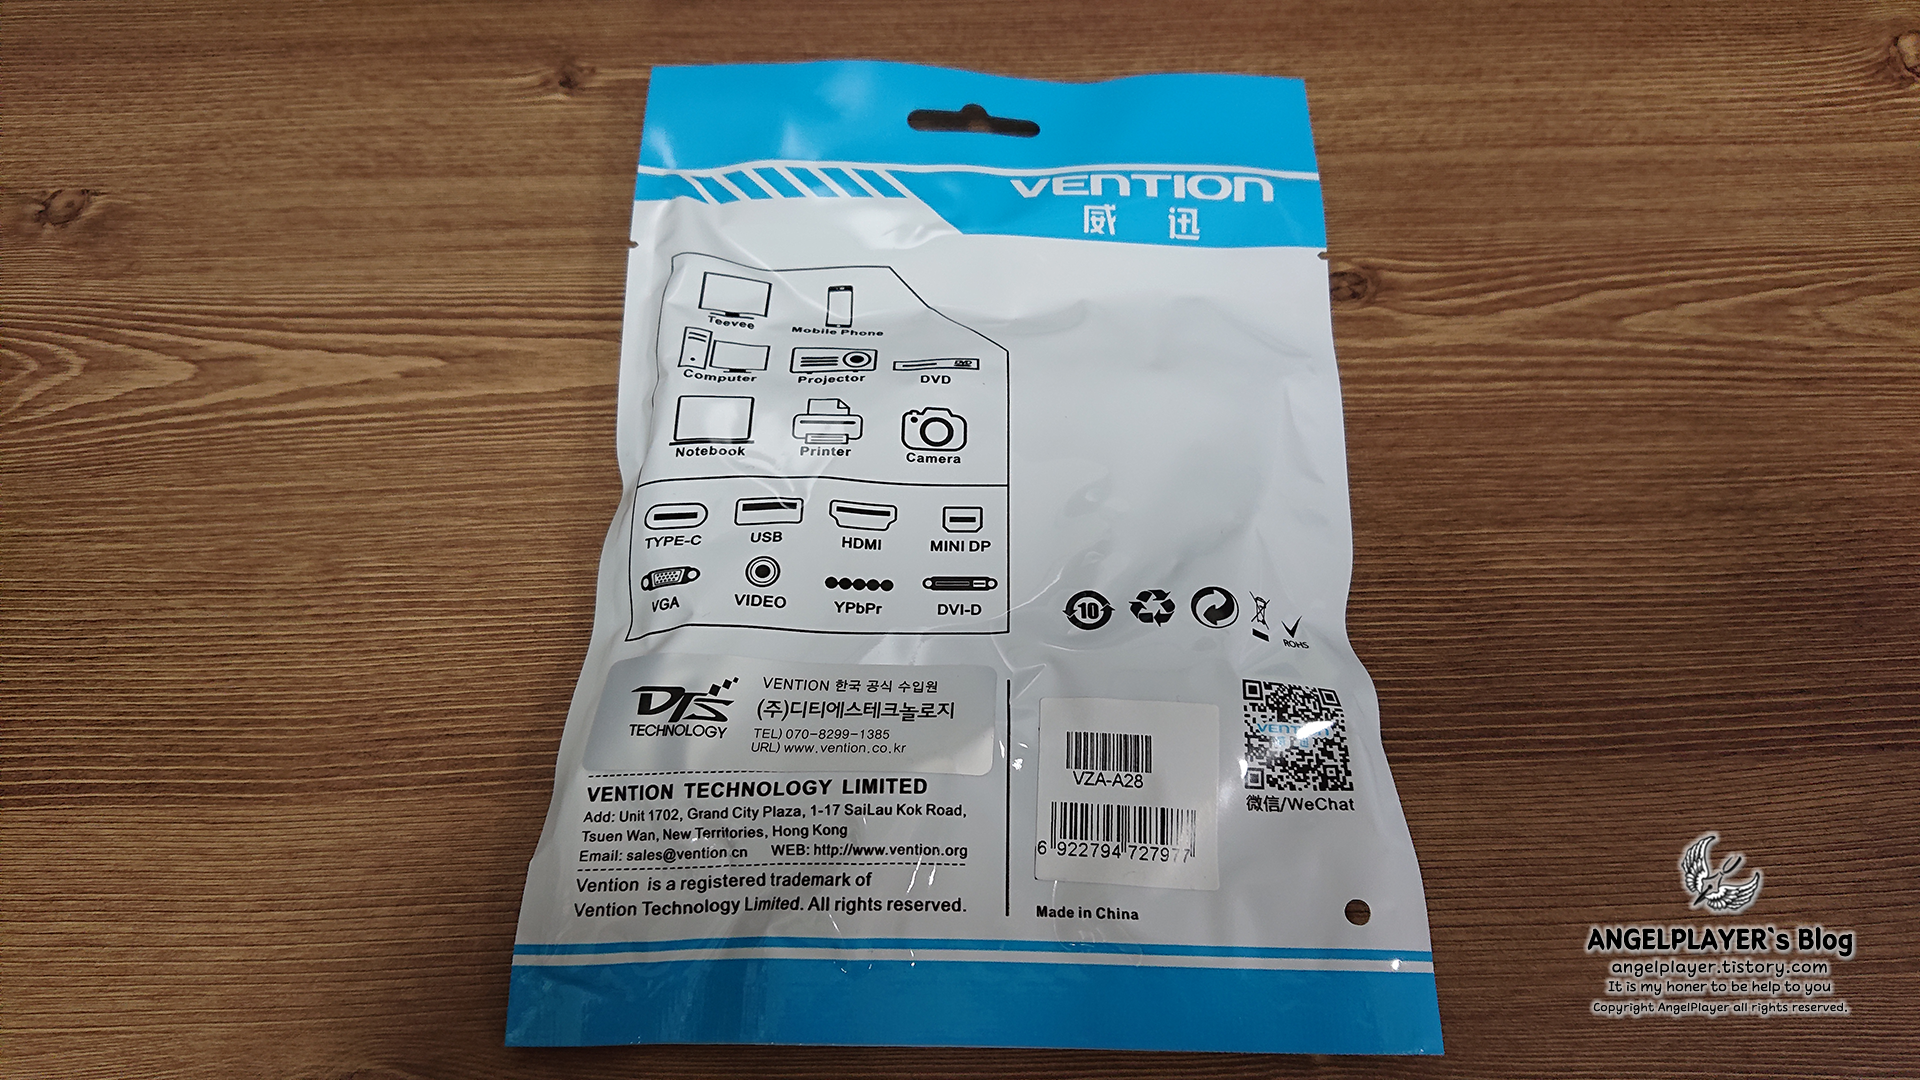 VENTION
威 迅
Teevee
Mobile Phone
Computer
Projector
DVD
DVD
Notebook
Printer
Camera
TYPE-C
USB
HDMI
MINI DP
VGA
VIDEO
YPbPr
DVI-D
10
ROHS
DTS
TECHNOLOGY
VENTION 한국 공식 수입원
(주)디티에스테크놀로지
TEL) 070-8299-1385
URL) www.vention.co.kr
VENTION TECHNOLOGY LIMITED
Add: Unit 1702, Grand City Plaza, 1-17 SaiLau Kok Road,
Tsuen Wan, New Territories, Hong Kong
Email: sales@vention.cn WEB: http://www.vention.org
Vention is a registered trademark of
Vention Technology Limited. All rights reserved.
VZA-A28
6 922794 727977
VENTION
微信/WeChat
Made in China
ANGELPLAYER`s Blog
angelplayer.tistory.com
It is my honer to be help to you
Copyright AngelPlayer all rights reserved.